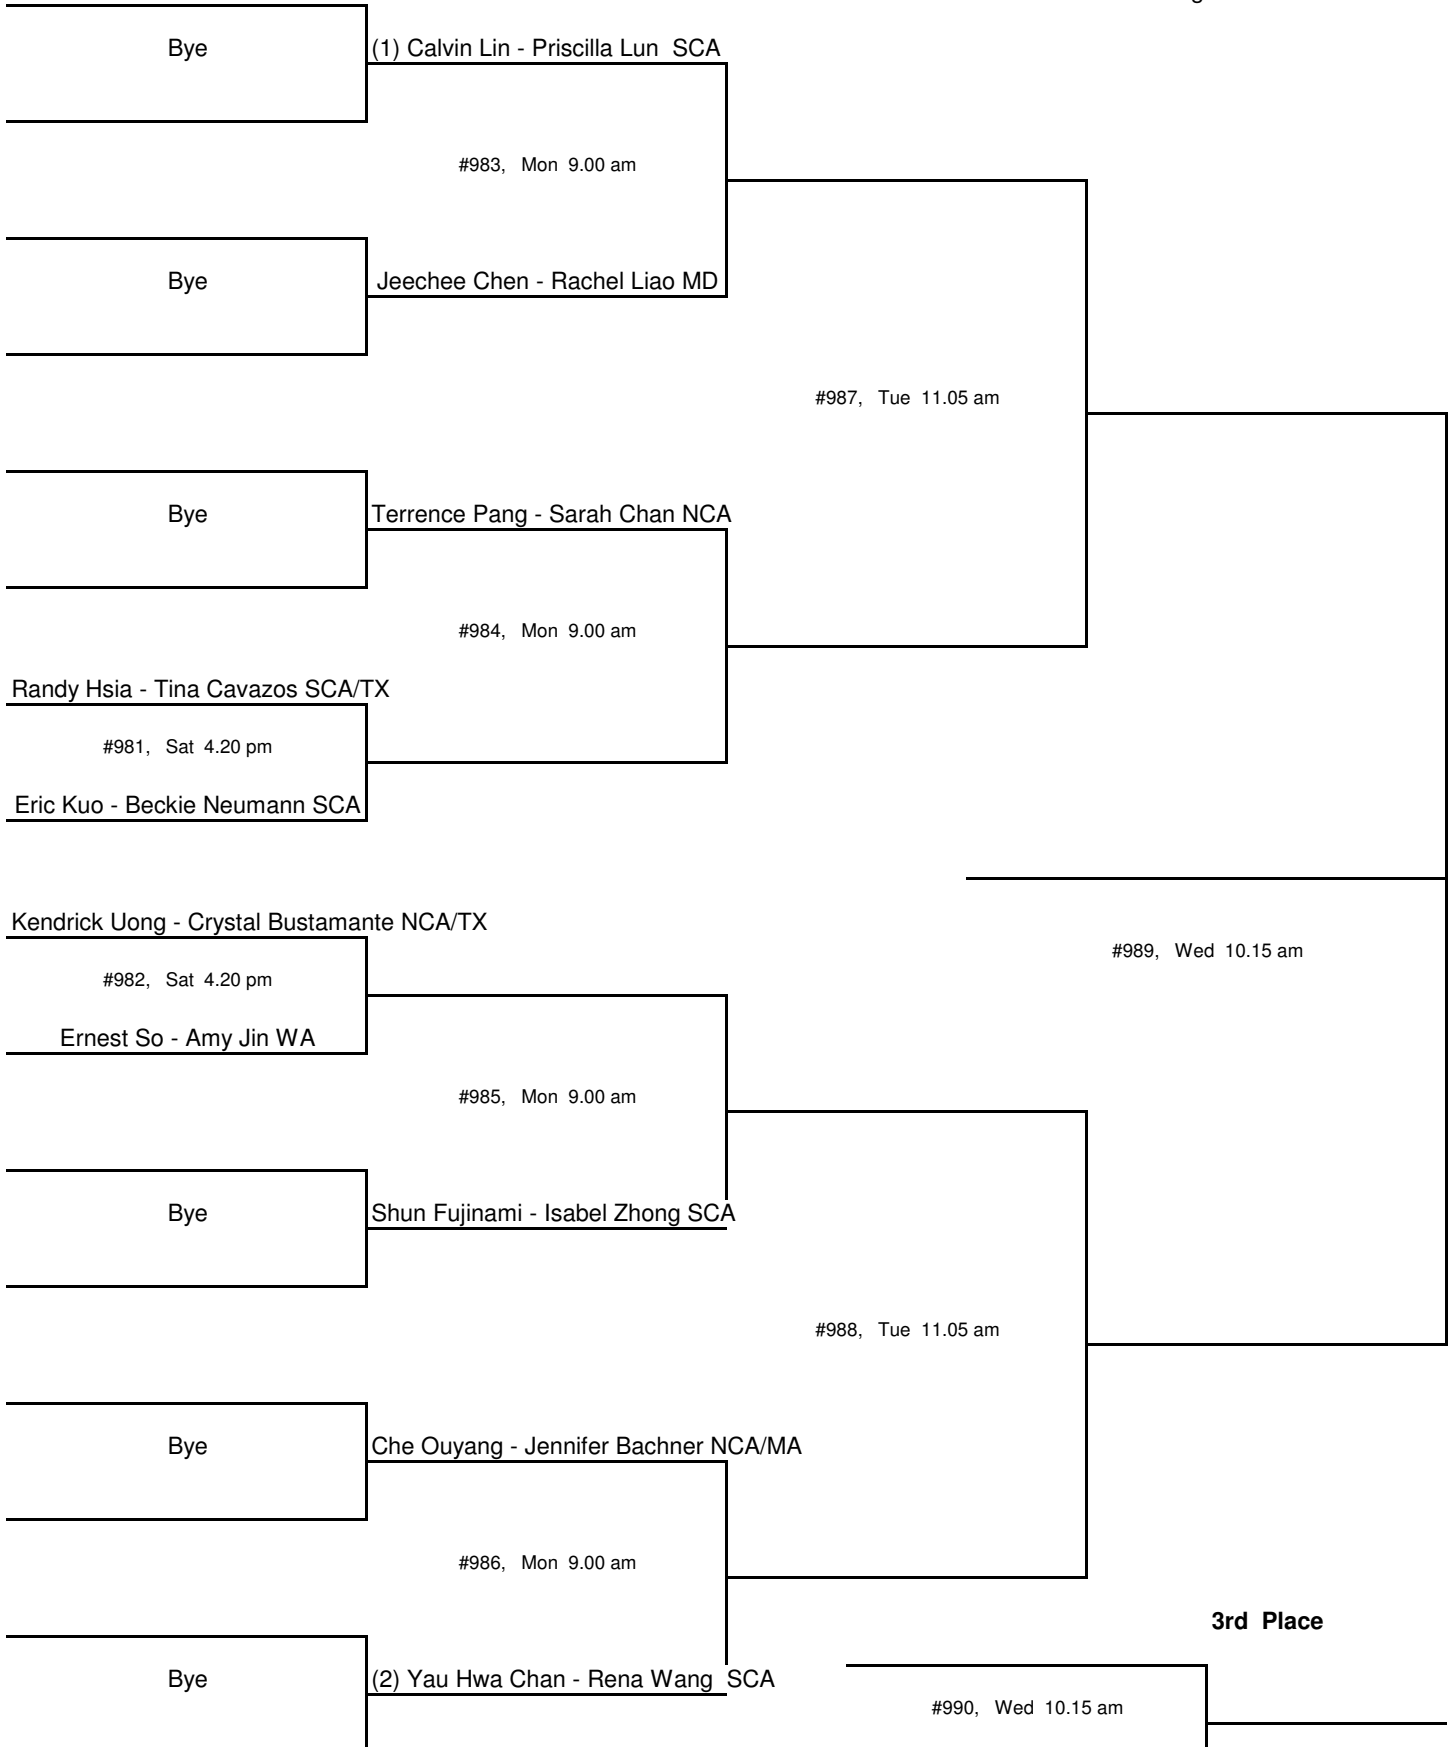 Bye
(1) Calvin Lin - Priscilla Lun SCA
#983, Mon 9.00 am
Bye
Jeechee Chen - Rachel Liao MD
#987, Tue 11.05 am
Bye
Terrence Pang - Sarah Chan NCA
#984, Mon 9.00 am
Randy Hsia - Tina Cavazos SCA/TX
#981, Sat 4.20 pm
Eric Kuo - Beckie Neumann SCA
Kendrick Uong - Crystal Bustamante NCA/TX
#989, Wed 10.15 am
#982, Sat 4.20 pm
Ernest So - Amy Jin WA
#985, Mon 9.00 am
Bye
Shun Fujinami - Isabel Zhong SCA
#988, Tue 11.05 am
Bye
Che Ouyang - Jennifer Bachner NCA/MA
#986, Mon 9.00 am
3rd Place
Bye
(2) Yau Hwa Chan - Rena Wang SCA
#990, Wed 10.15 am